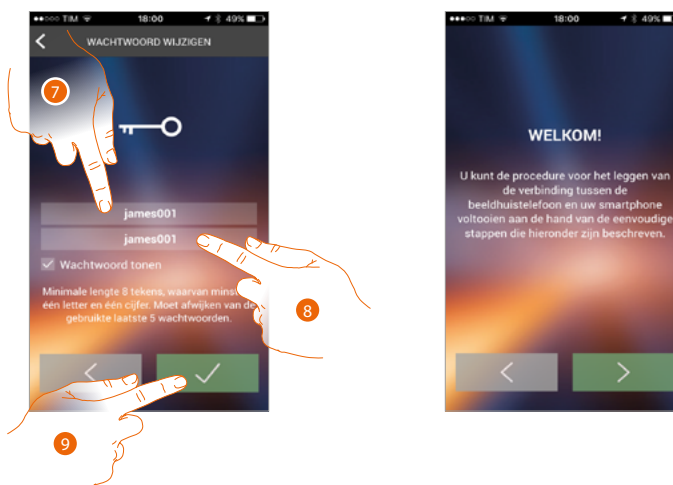 TIM 18:00 49%
WACHTWOORD WIJZIGEN
7
james001
james001
Wachtwoord tonen
Minimale lengte 8 tekens, waarvan
één letter en één cijfer. Moet afwijken van de
gebruikte laatste 5 wachtwoorden.
8
9
TIM 18:00 49%
WELKOM!
U kunt de procedure voor het leggen van
de verbinding tussen de
beeldhuistelefoon en uw smartphone
voltooien aan de hand van de eenvoudige
stappen die hieronder zijn beschreven.